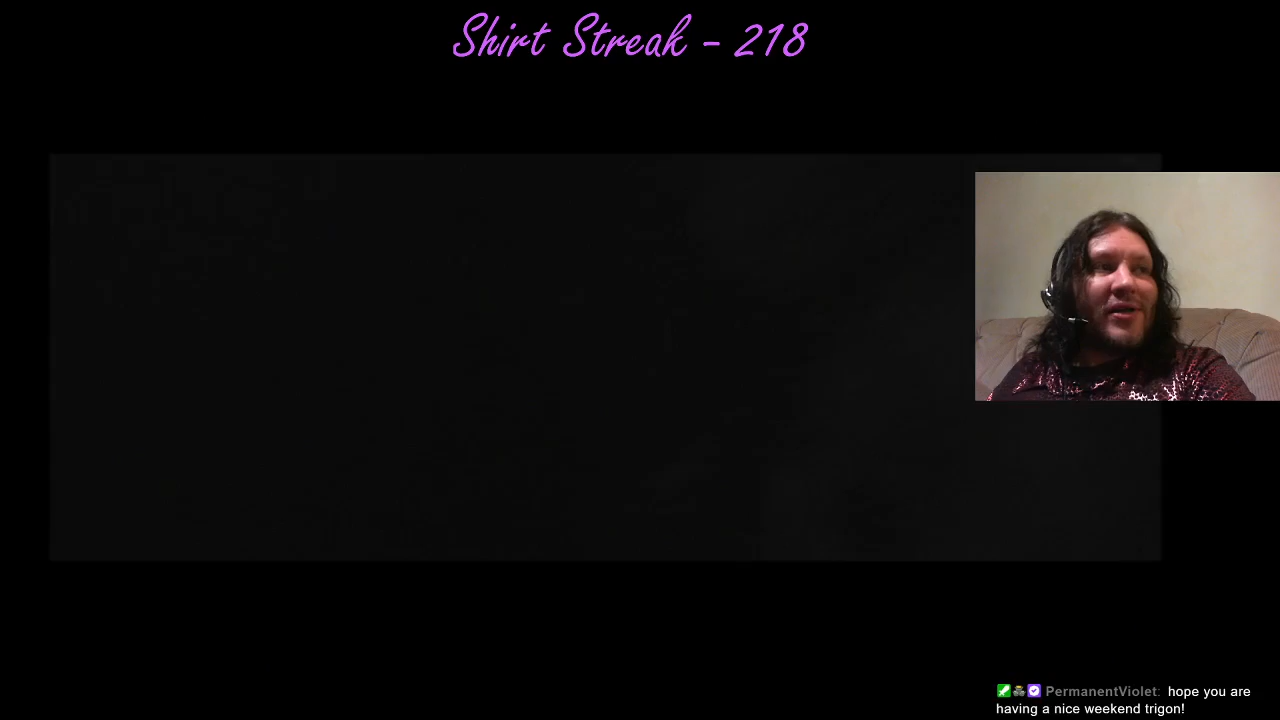 Shirt Streak - 218
PermanentViolet: hope you are
having a nice weekend trigon!